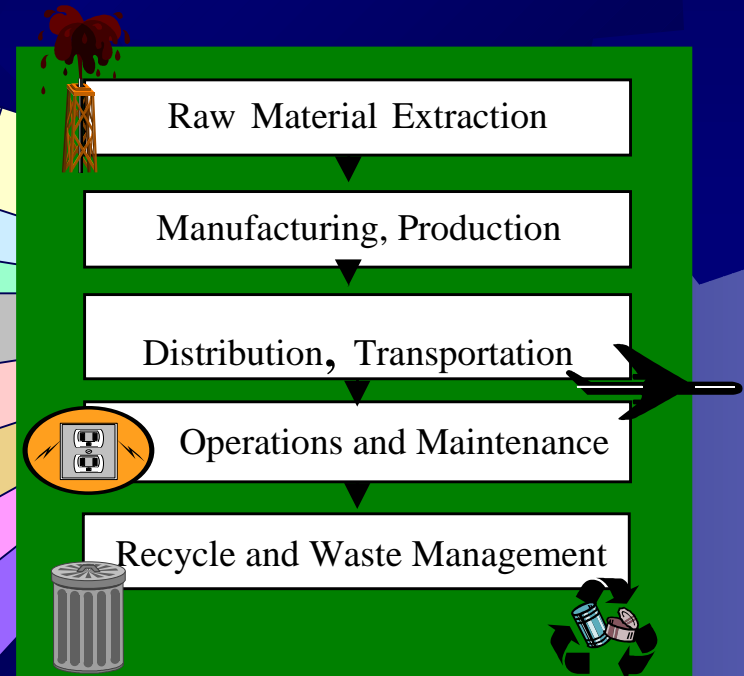 Raw Material Extraction
Manufacturing, Production
Distribution, Transportation
Operations and Maintenance
Recycle and Waste Management